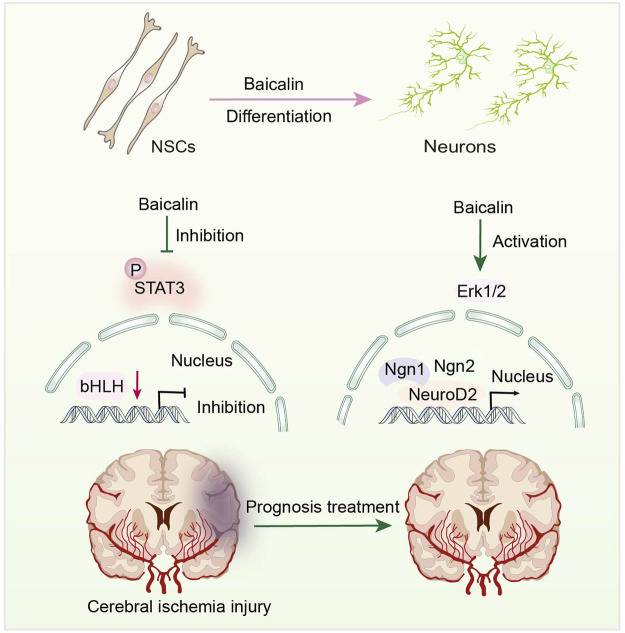 Baicalin
Differentiation
NSCs
Neurons
Baicalin
Inhibition
P
STAT3
Nucleus
bHLH
Inhibition
Baicalin
Activation
Erk1/2
Ngn1
Ngn2
Nucleus
NeuroD2
Prognosis treatment
Cerebral ischemia injury